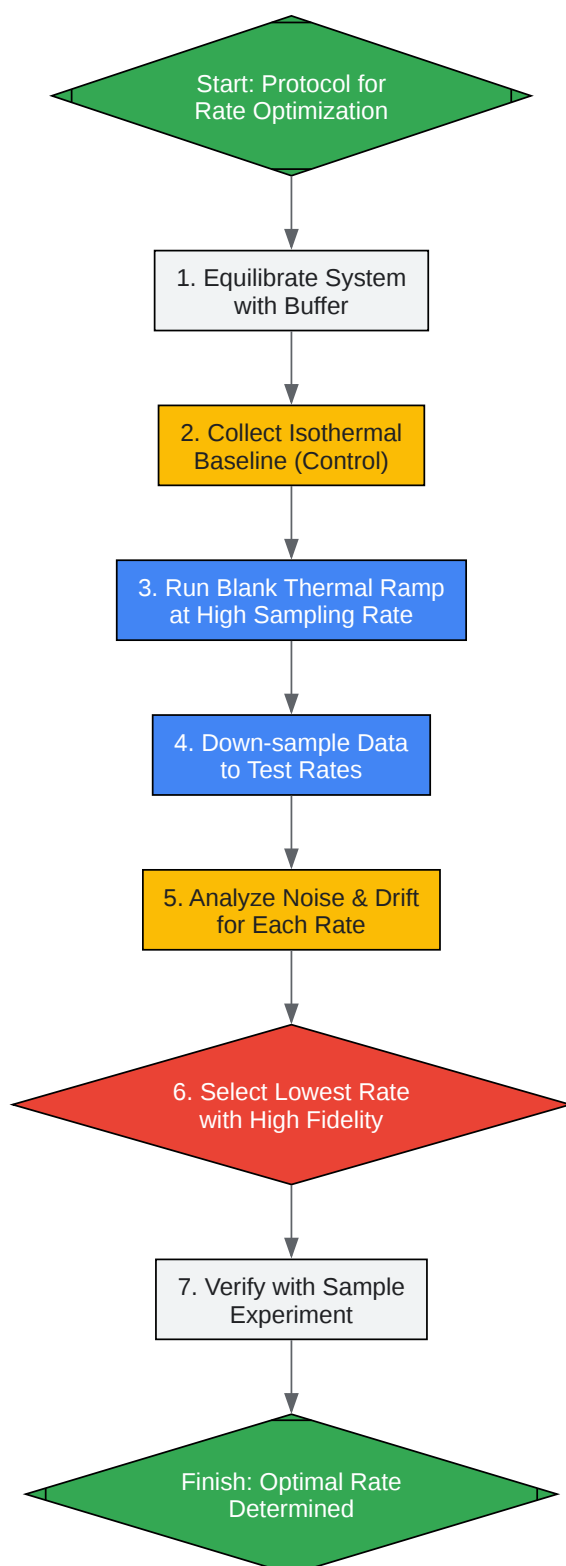 Start: Protocol for
Rate Optimization
1. Equilibrate System
with Buffer
2. Collect Isothermal
Baseline (Control)
3. Run Blank Thermal Ramp
at High Sampling Rate
4. Down-sample Data
to Test Rates
5. Analyze Noise & Drift
for Each Rate
6. Select Lowest Rate
with High Fidelity
7. Verify with Sample
Experiment
Finish: Optimal Rate
Determined